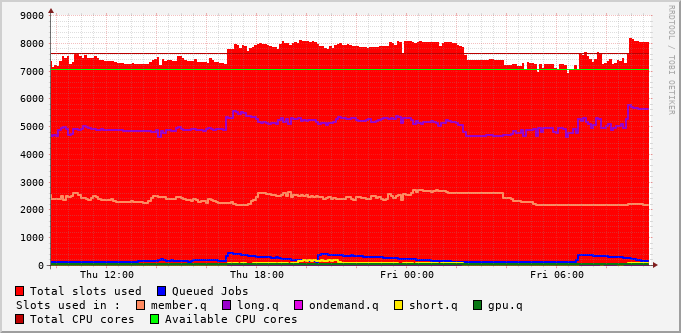 RRDTOOL / TOBI OETIKER
9000
8000
7000
6000
5000
4000
3000
2000
1000
0
Thu 12:00 Thu 18:00 Fri 00:00 Fri 06:00
Total slots used Queued Jobs
Slots used in : member.q long.q ondemand.q short.q gpu.q
Total CPU cores Available CPU cores